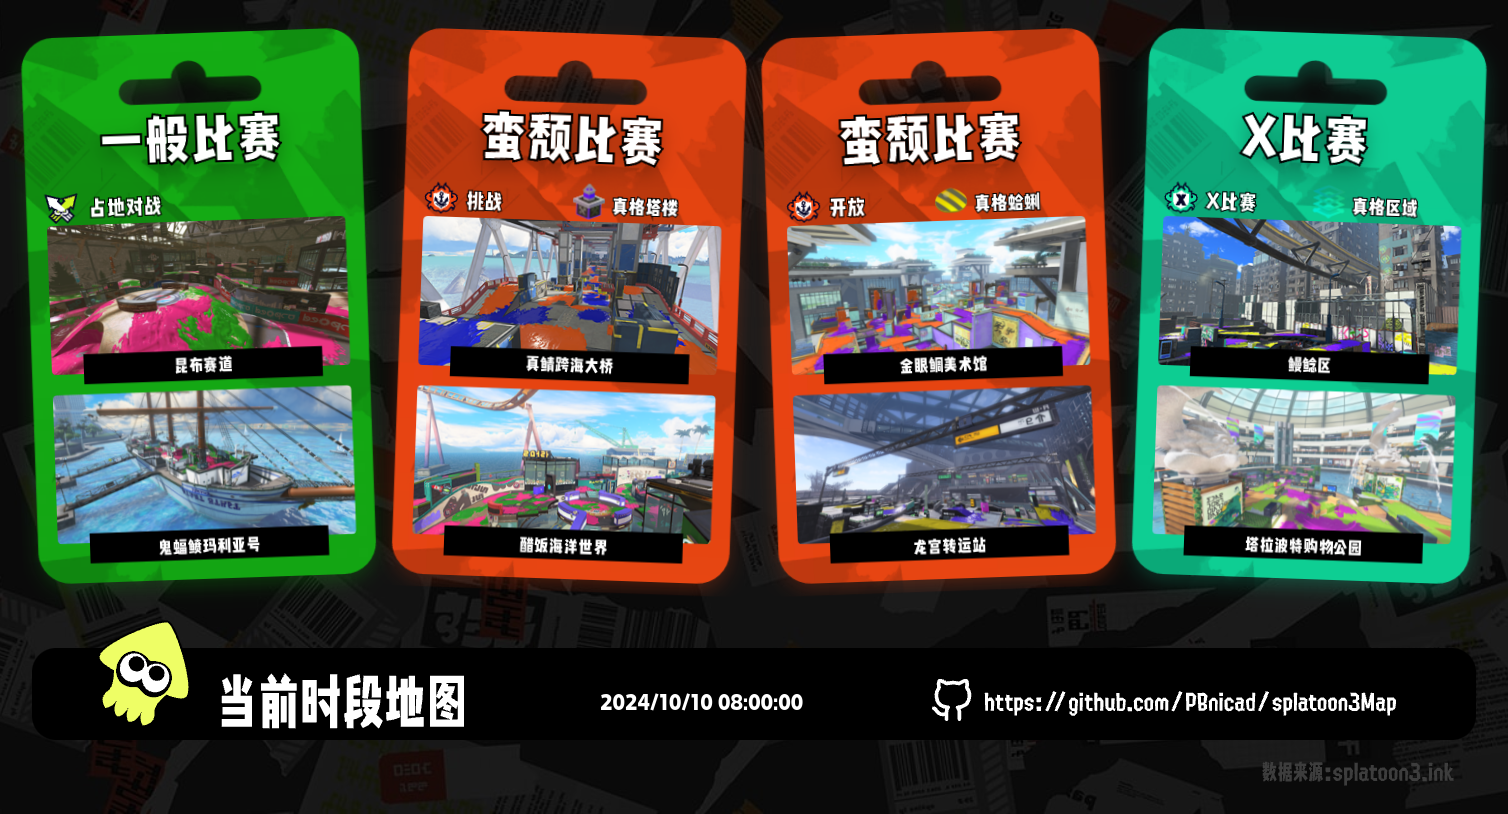 一般比赛
占地对战
昆布赛道
鬼蝠鲼玛利亚号
蛮颓比赛
挑战
真格塔楼
真鲭跨海大桥
醋饭海洋世界
蛮颓比赛
开放
真格蛤蜊
金眼鲷美术馆
龙宫转运站
X比赛
X比赛
真格区域
鳗鲶区
塔拉波特购物公园
当前时段地图
2024/10/10 08:00:00
https://github.com/PBnicad/splatoon3Map
数据来源:splatoon3.ink